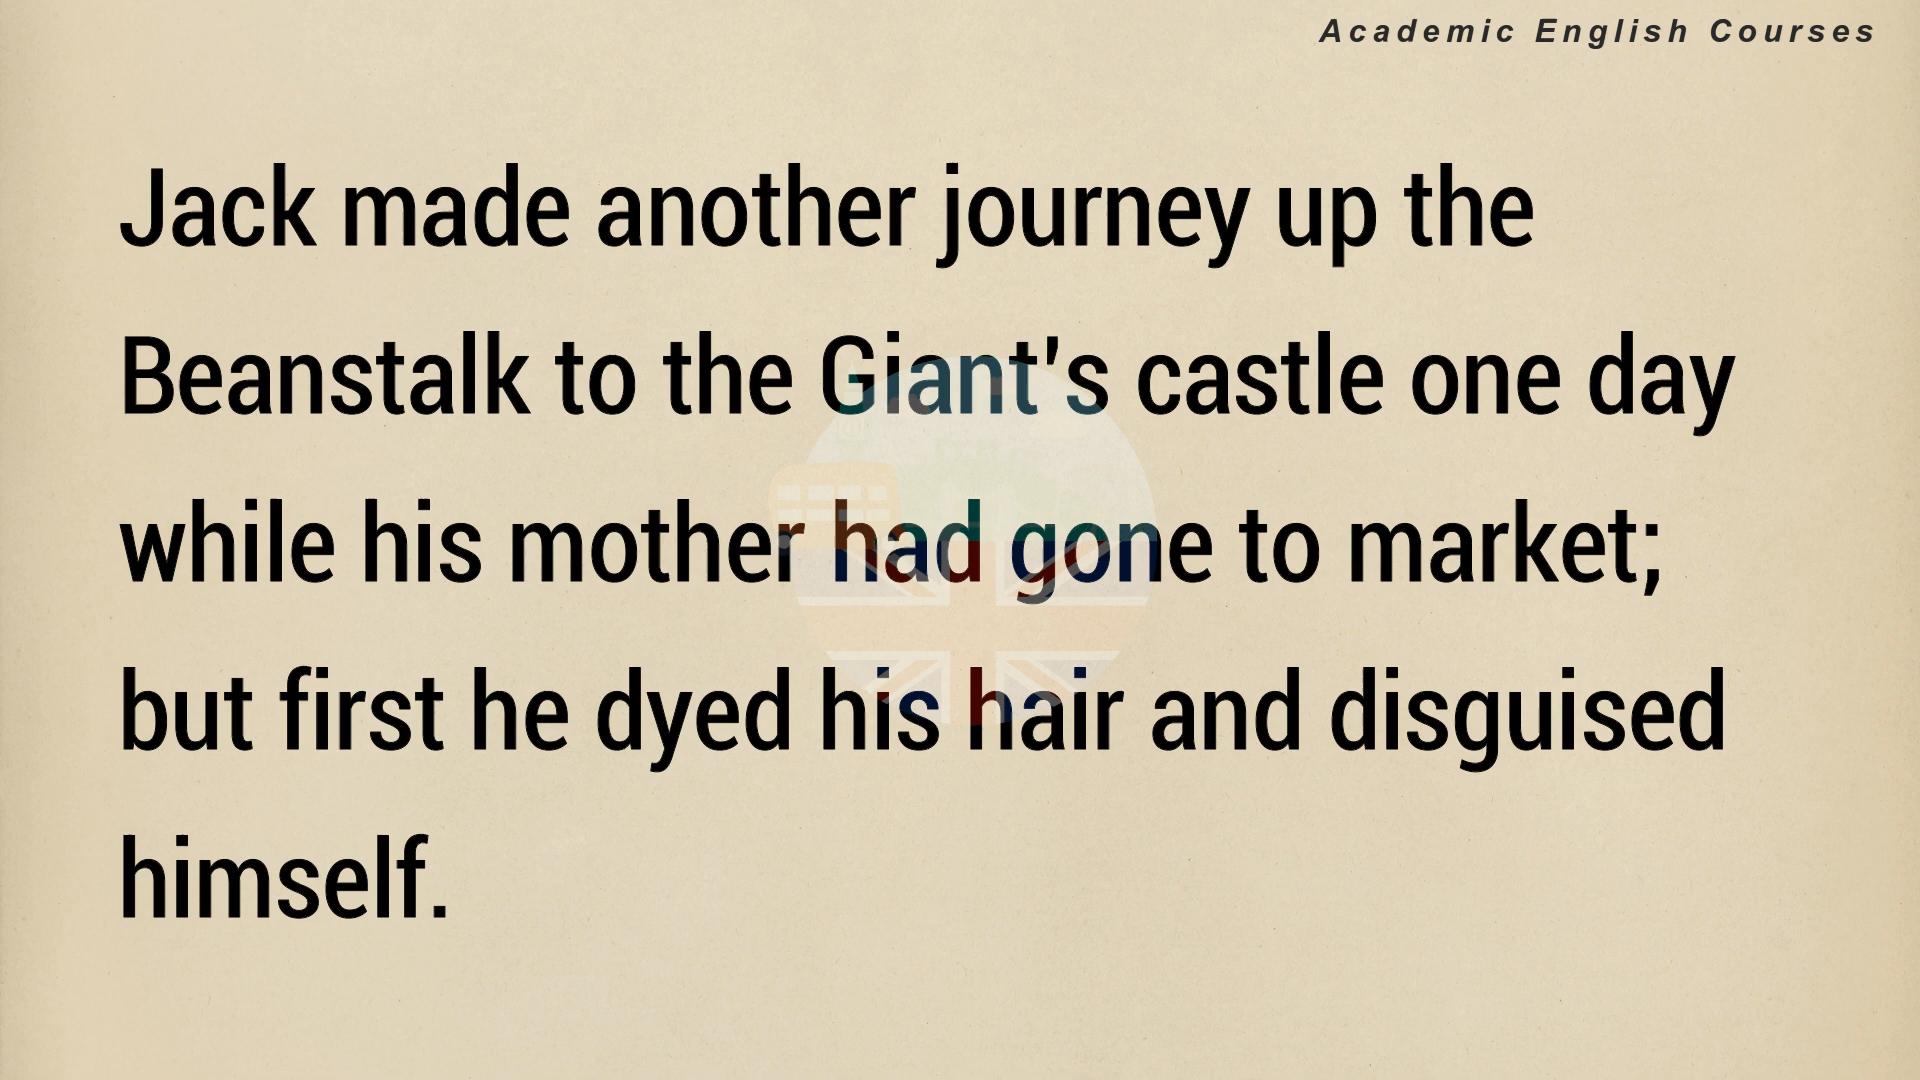 Academic English Courses
Jack made another journey up the
Beanstalk to the Giant's castle one day
while his mother had gone to market;
but first he dyed his hair and disguised
himself.